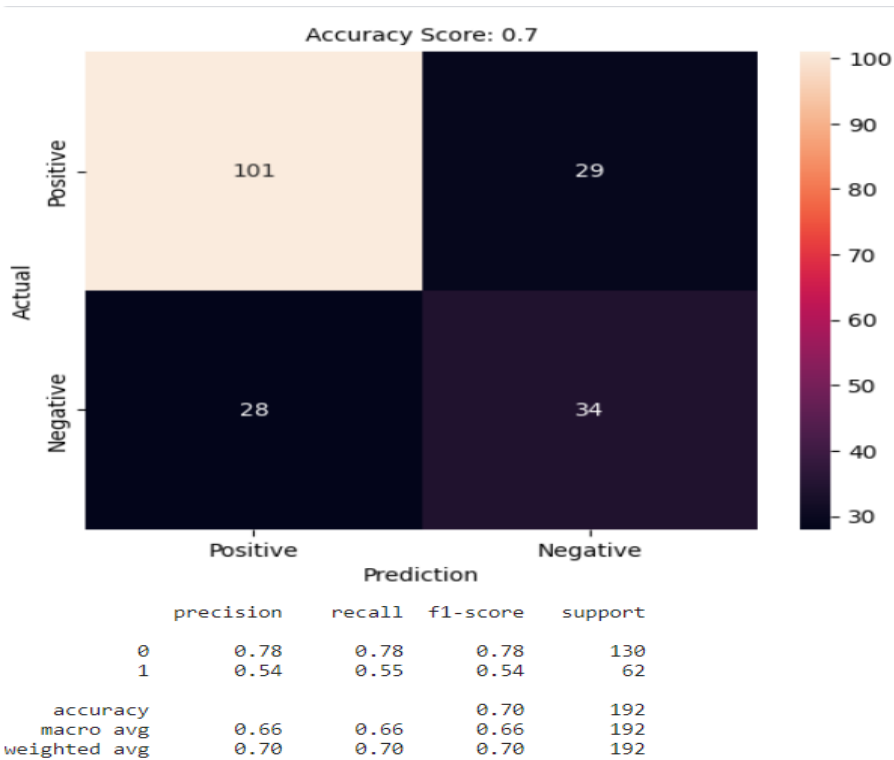 Accuracy Score: 0.7
100
90
80
70
60
50
40
30
Actual
Positive
Negative
101 29
28 34
Positive Negative
Prediction
precision recall f1-score support
0 0.78 0.78 0.78 130
1 0.54 0.55 0.54 62
accuracy 0.70 192
macro avg 0.66 0.66 0.66 192
weighted avg 0.70 0.70 0.70 192